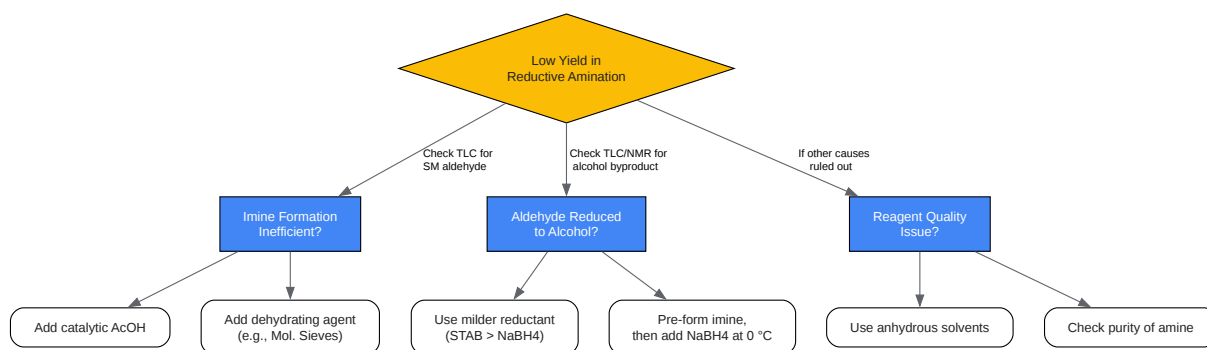 Low Yield in
Reductive Amination
Check TLC for
SM aldehyde
Check TLC/NMR for
alcohol byproduct
If other causes
ruled out
Imine Formation
Inefficient?
Aldehyde Reduced
to Alcohol?
Reagent Quality
Issue?
Add catalytic AcOH
Add dehydrating agent
(e.g., Mol. Sieves)
Use milder reductant
(STAB > NaBH4)
Pre-form imine,
then add NaBH4 at 0 °C
Use anhydrous solvents
Check purity of amine